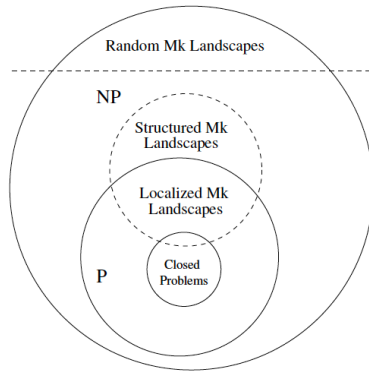 Random Mk Landscapes
NP
Structured Mk
Landscapes
Localized Mk
Landscapes
Closed
Problems
P